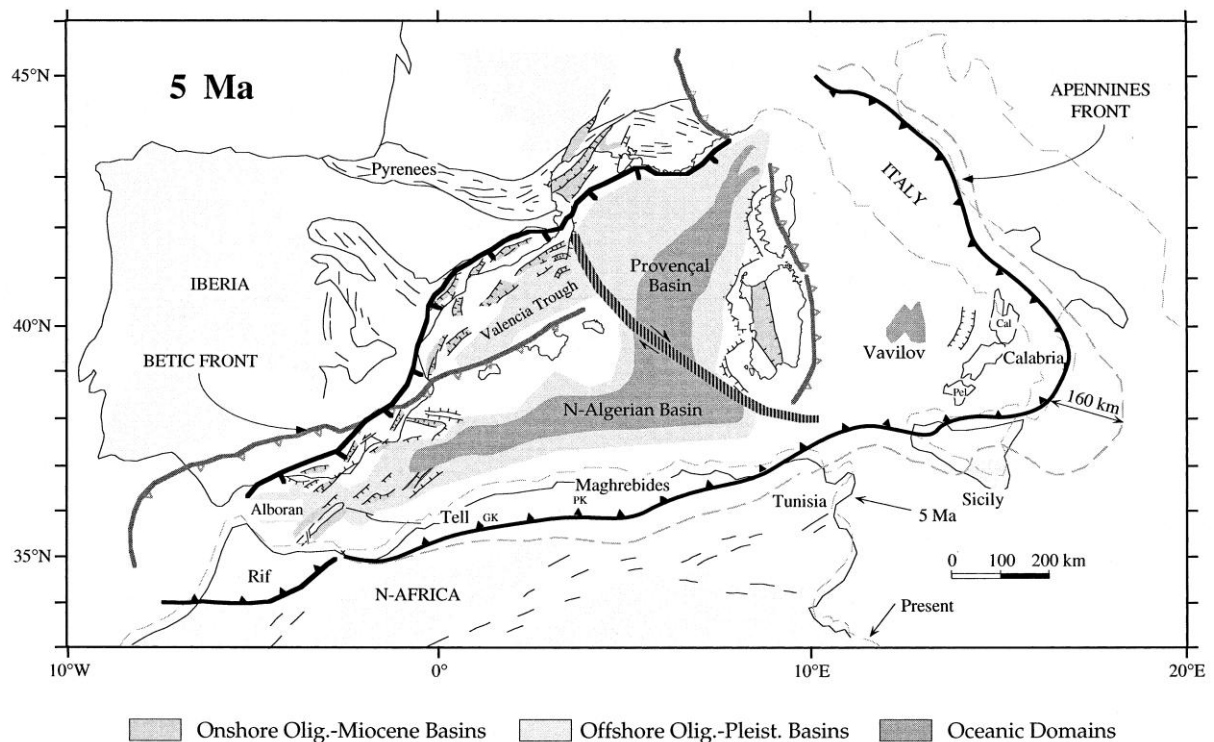 45°N
40°N
35°N
5 Ma
APENNINES
FRONT
Pyrenees
ITALY
IBERIA
Provençal
Basin
Valencia Trough
BETIC FRONT
Vavilov
Cal
Calabria
Pel
160 km
N-Algerian Basin
Alboran
Maghrebides
PK
Tell
GK
Tunisia
Sicily
5 Ma
Rif
N-AFRICA
0 100 200 km
Present
10°W
0°
10°E
20°E
Onshore Olig.-Miocene Basins
Offshore Olig.-Pleist. Basins
Oceanic Domains